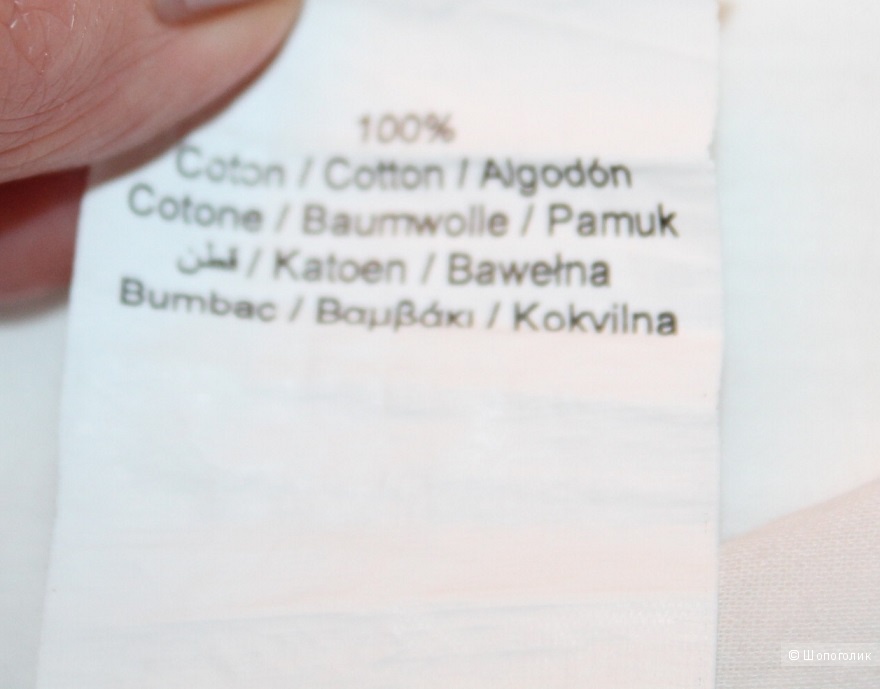 100%
Coton / Cotton / Algodón
Cotone / Baumwolle / Pamuk
قطن / Katoen / Bawełna
Bumbac / Βαμβάκι / Kokvilna
© Шопоголик